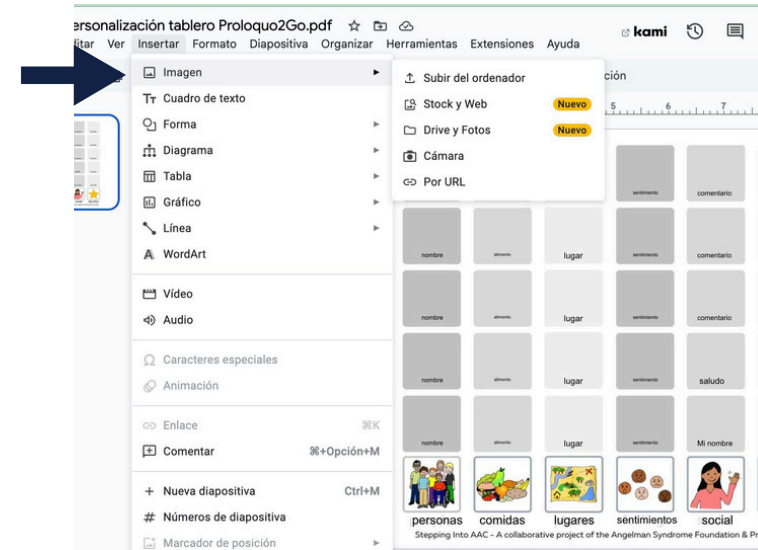 ersonalización tablero Proloquo2Go.pdf
kami
itar Ver Insertar Formato Diapositiva Organizar Herramientas Extensiones Ayuda
Imagen
Cuadro de texto
Forma
Diagrama
Tabla
Gráfico
Línea
WordArt
Vídeo
Audio
Caracteres especiales
Animación
Enlace ⌘K
Comentar ⌘+Opción+M
Nueva diapositiva Ctrl+M
Números de diapositiva
Marcador de posición
Subir del ordenador
Stock y Web Nuevo
Drive y Fotos Nuevo
Cámara
Por URL
ción
5 6 7
sentimiento comentario
nombre alimento lugar sentimiento comentario
nombre alimento lugar sentimiento comentario
nombre alimento lugar sentimiento saludo
nombre alimento lugar sentimiento Mi nombre
personas comidas lugares sentimientos social
Stepping Into AAC - A collaborative project of the Angelman Syndrome Foundation & Pr